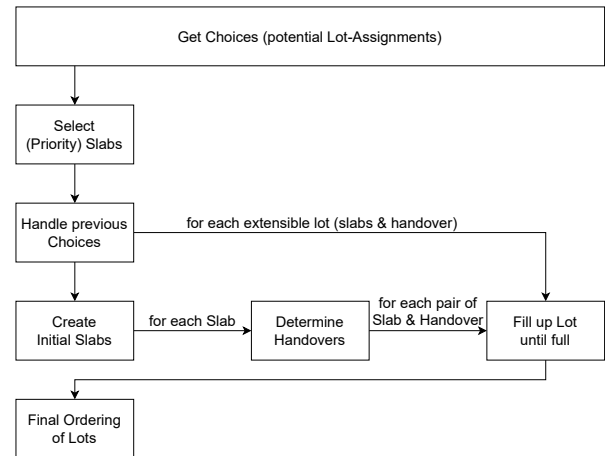 Get Choices (potential Lot-Assignments)
Select
(Priority) Slabs
Handle previous
Choices
for each extensible lot (slabs & handover)
Create
Initial Slabs
for each Slab
Determine
Handovers
for each pair of
Slab & Handover
Fill up Lot
until full
Final Ordering
of Lots